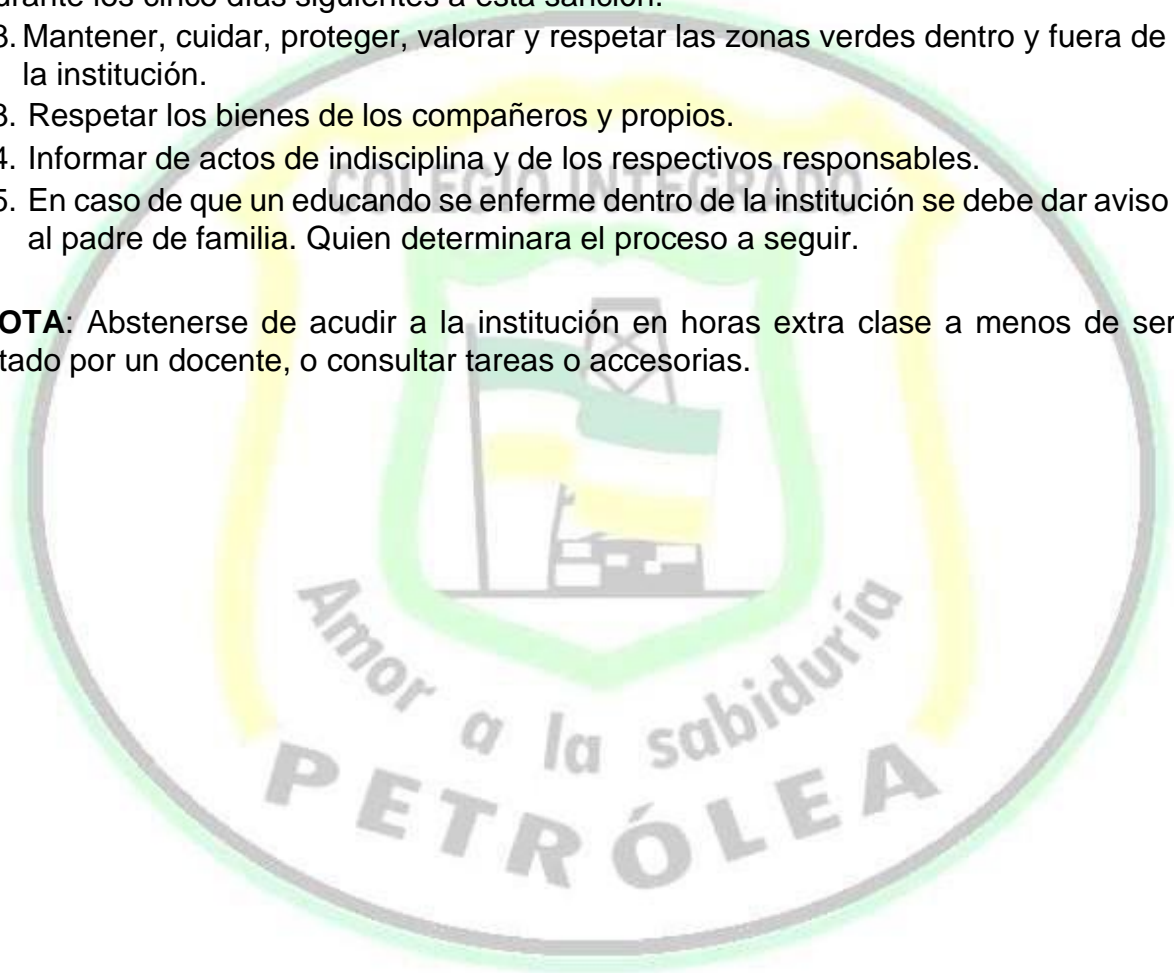 urante los cinco días siguientes a esta sanción.
3. Mantener, cuidar, proteger, valorar y respetar las zonas verdes dentro y fuera de
la institución.
3. Respetar los bienes de los compañeros y propios.
4. Informar de actos de indisciplina y de los respectivos responsables.
5. En caso de que un educando se enferme dentro de la institución se debe dar aviso
al padre de familia. Quien determinara el proceso a seguir.
OTA: Abstenerse de acudir a la institución en horas extra clase a menos de ser
tado por un docente, o consultar tareas o accesorias.
COLEGIO INTEGRADO
Amor a la sabiduría
PETRÓLEA